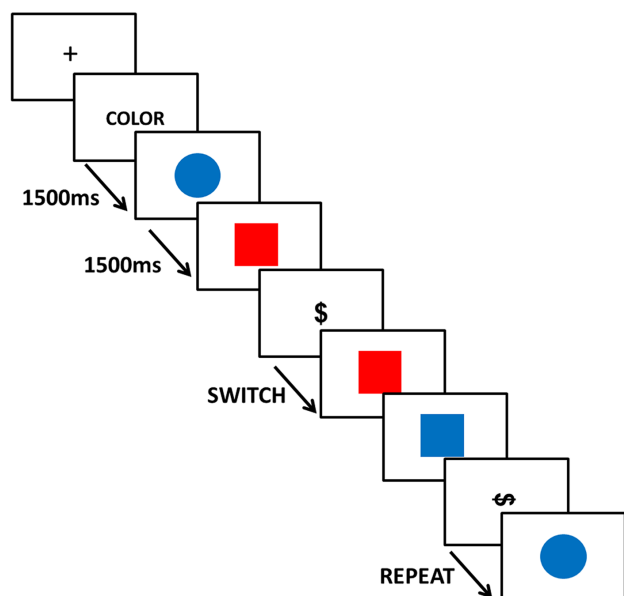 +
COLOR
1500ms
1500ms
$
SWITCH
$
REPEAT